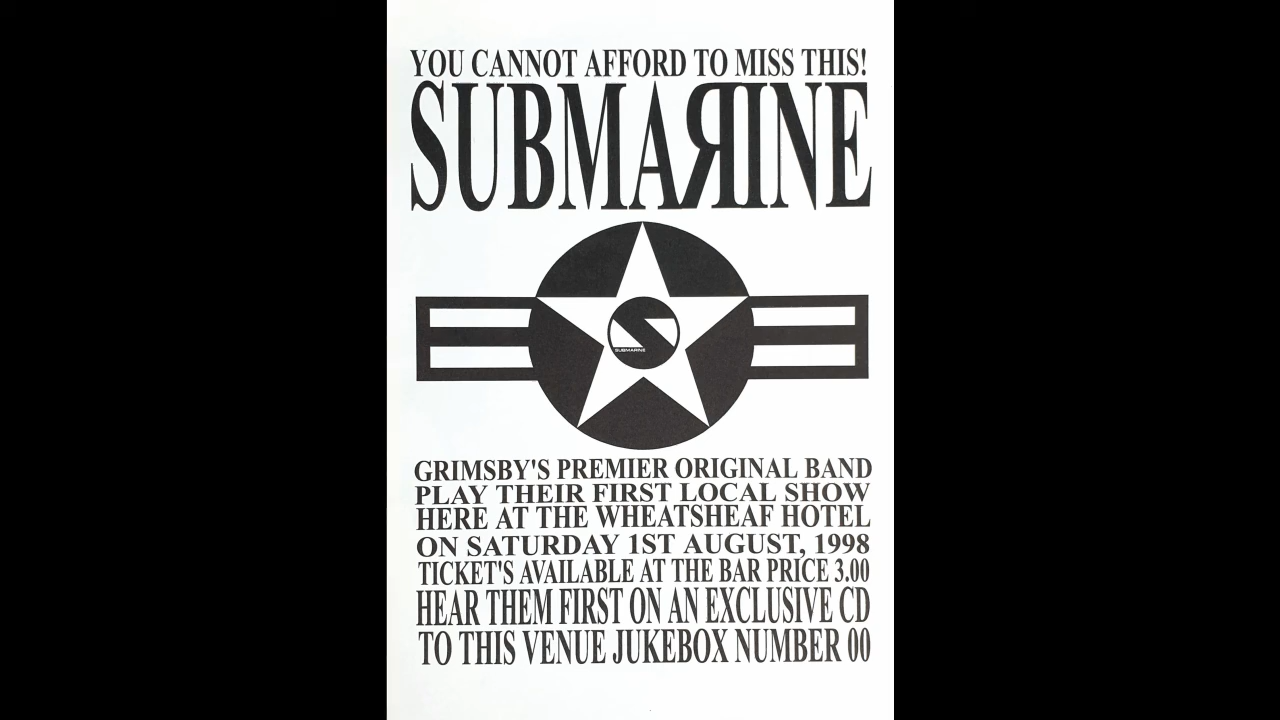 YOU CANNOT AFFORD TO MISS THIS!
SUBMAЯINE
SUBMARINE
GRIMSBY'S PREMIER ORIGINAL BAND
PLAY THEIR FIRST LOCAL SHOW
HERE AT THE WHEATSHEAF HOTEL
ON SATURDAY 1ST AUGUST, 1998
TICKET'S AVAILABLE AT THE BAR PRICE 3.00
HEAR THEM FIRST ON AN EXCLUSIVE CD
TO THIS VENUE JUKEBOX NUMBER 00